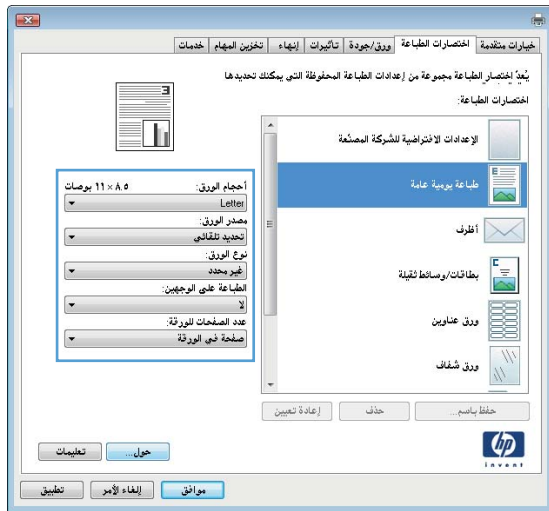 خيارات متقدمة
اختصارات الطباعة
ورق/جودة
تأثيرات
إنهاء
تخزين المهام
خدمات
يُعدّ اختصار الطباعة مجموعة من إعدادات الطباعة المحفوظة التي يمكنك تحديدها
اختصارات الطباعة:
الإعدادات الافتراضية للشركة المصنّعة
طباعة يومية عامة
أظرف
بطاقات/وسائط ثقيلة
ورق عناوين
ورق شفاف
أحجام الورق: ٨,٥ × ١١ بوصات
Letter
مصدر الورق:
تحديد تلقائي
نوع الورق:
غير محدد
الطباعة على الوجهين:
لا
عدد الصفحات للورقة:
صفحة في الورقة
حفظ باسم...
حذف
إعادة تعيين
hp
invent
حول...
تعليمات
موافق
إلغاء الأمر
تطبيق